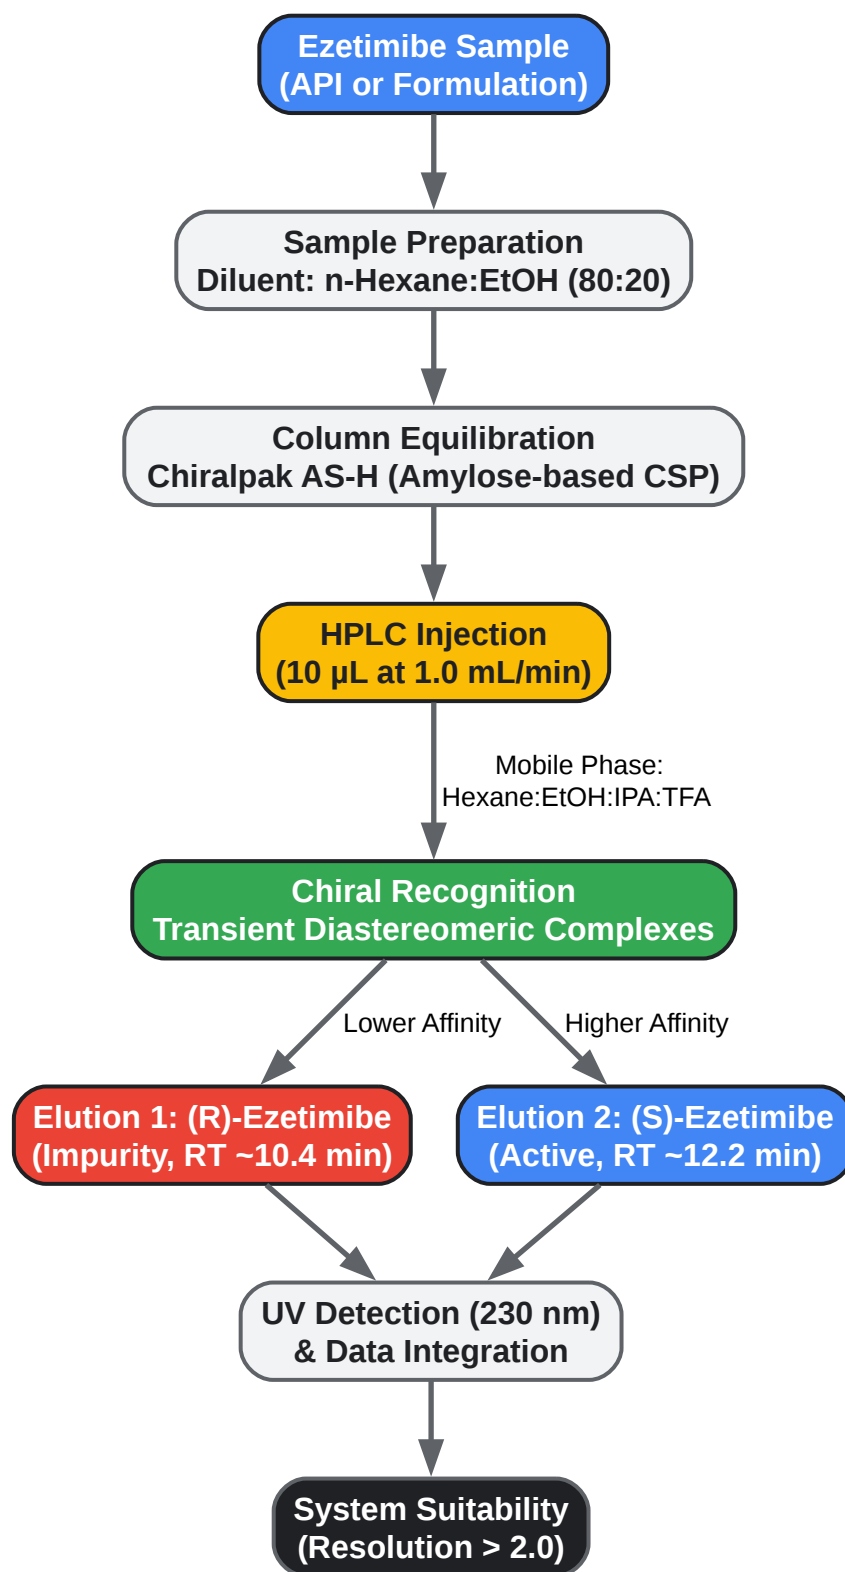 Ezetimibe Sample
(API or Formulation)
Sample Preparation
Diluent: n-Hexane:EtOH (80:20)
Column Equilibration
Chiralpak AS-H (Amylose-based CSP)
HPLC Injection
(10 µL at 1.0 mL/min)
Mobile Phase:
Hexane:EtOH:IPA:TFA
Chiral Recognition
Transient Diastereomeric Complexes
Lower Affinity
Higher Affinity
Elution 1: (R)-Ezetimibe
(Impurity, RT ~10.4 min)
Elution 2: (S)-Ezetimibe
(Active, RT ~12.2 min)
UV Detection (230 nm)
& Data Integration
System Suitability
(Resolution > 2.0)